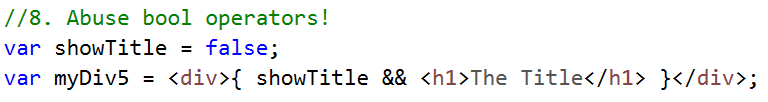 //8. Abuse bool operators!
var showTitle = false;
var myDiv5 = <div>{ showTitle && <h1>The Title</h1> }</div>;